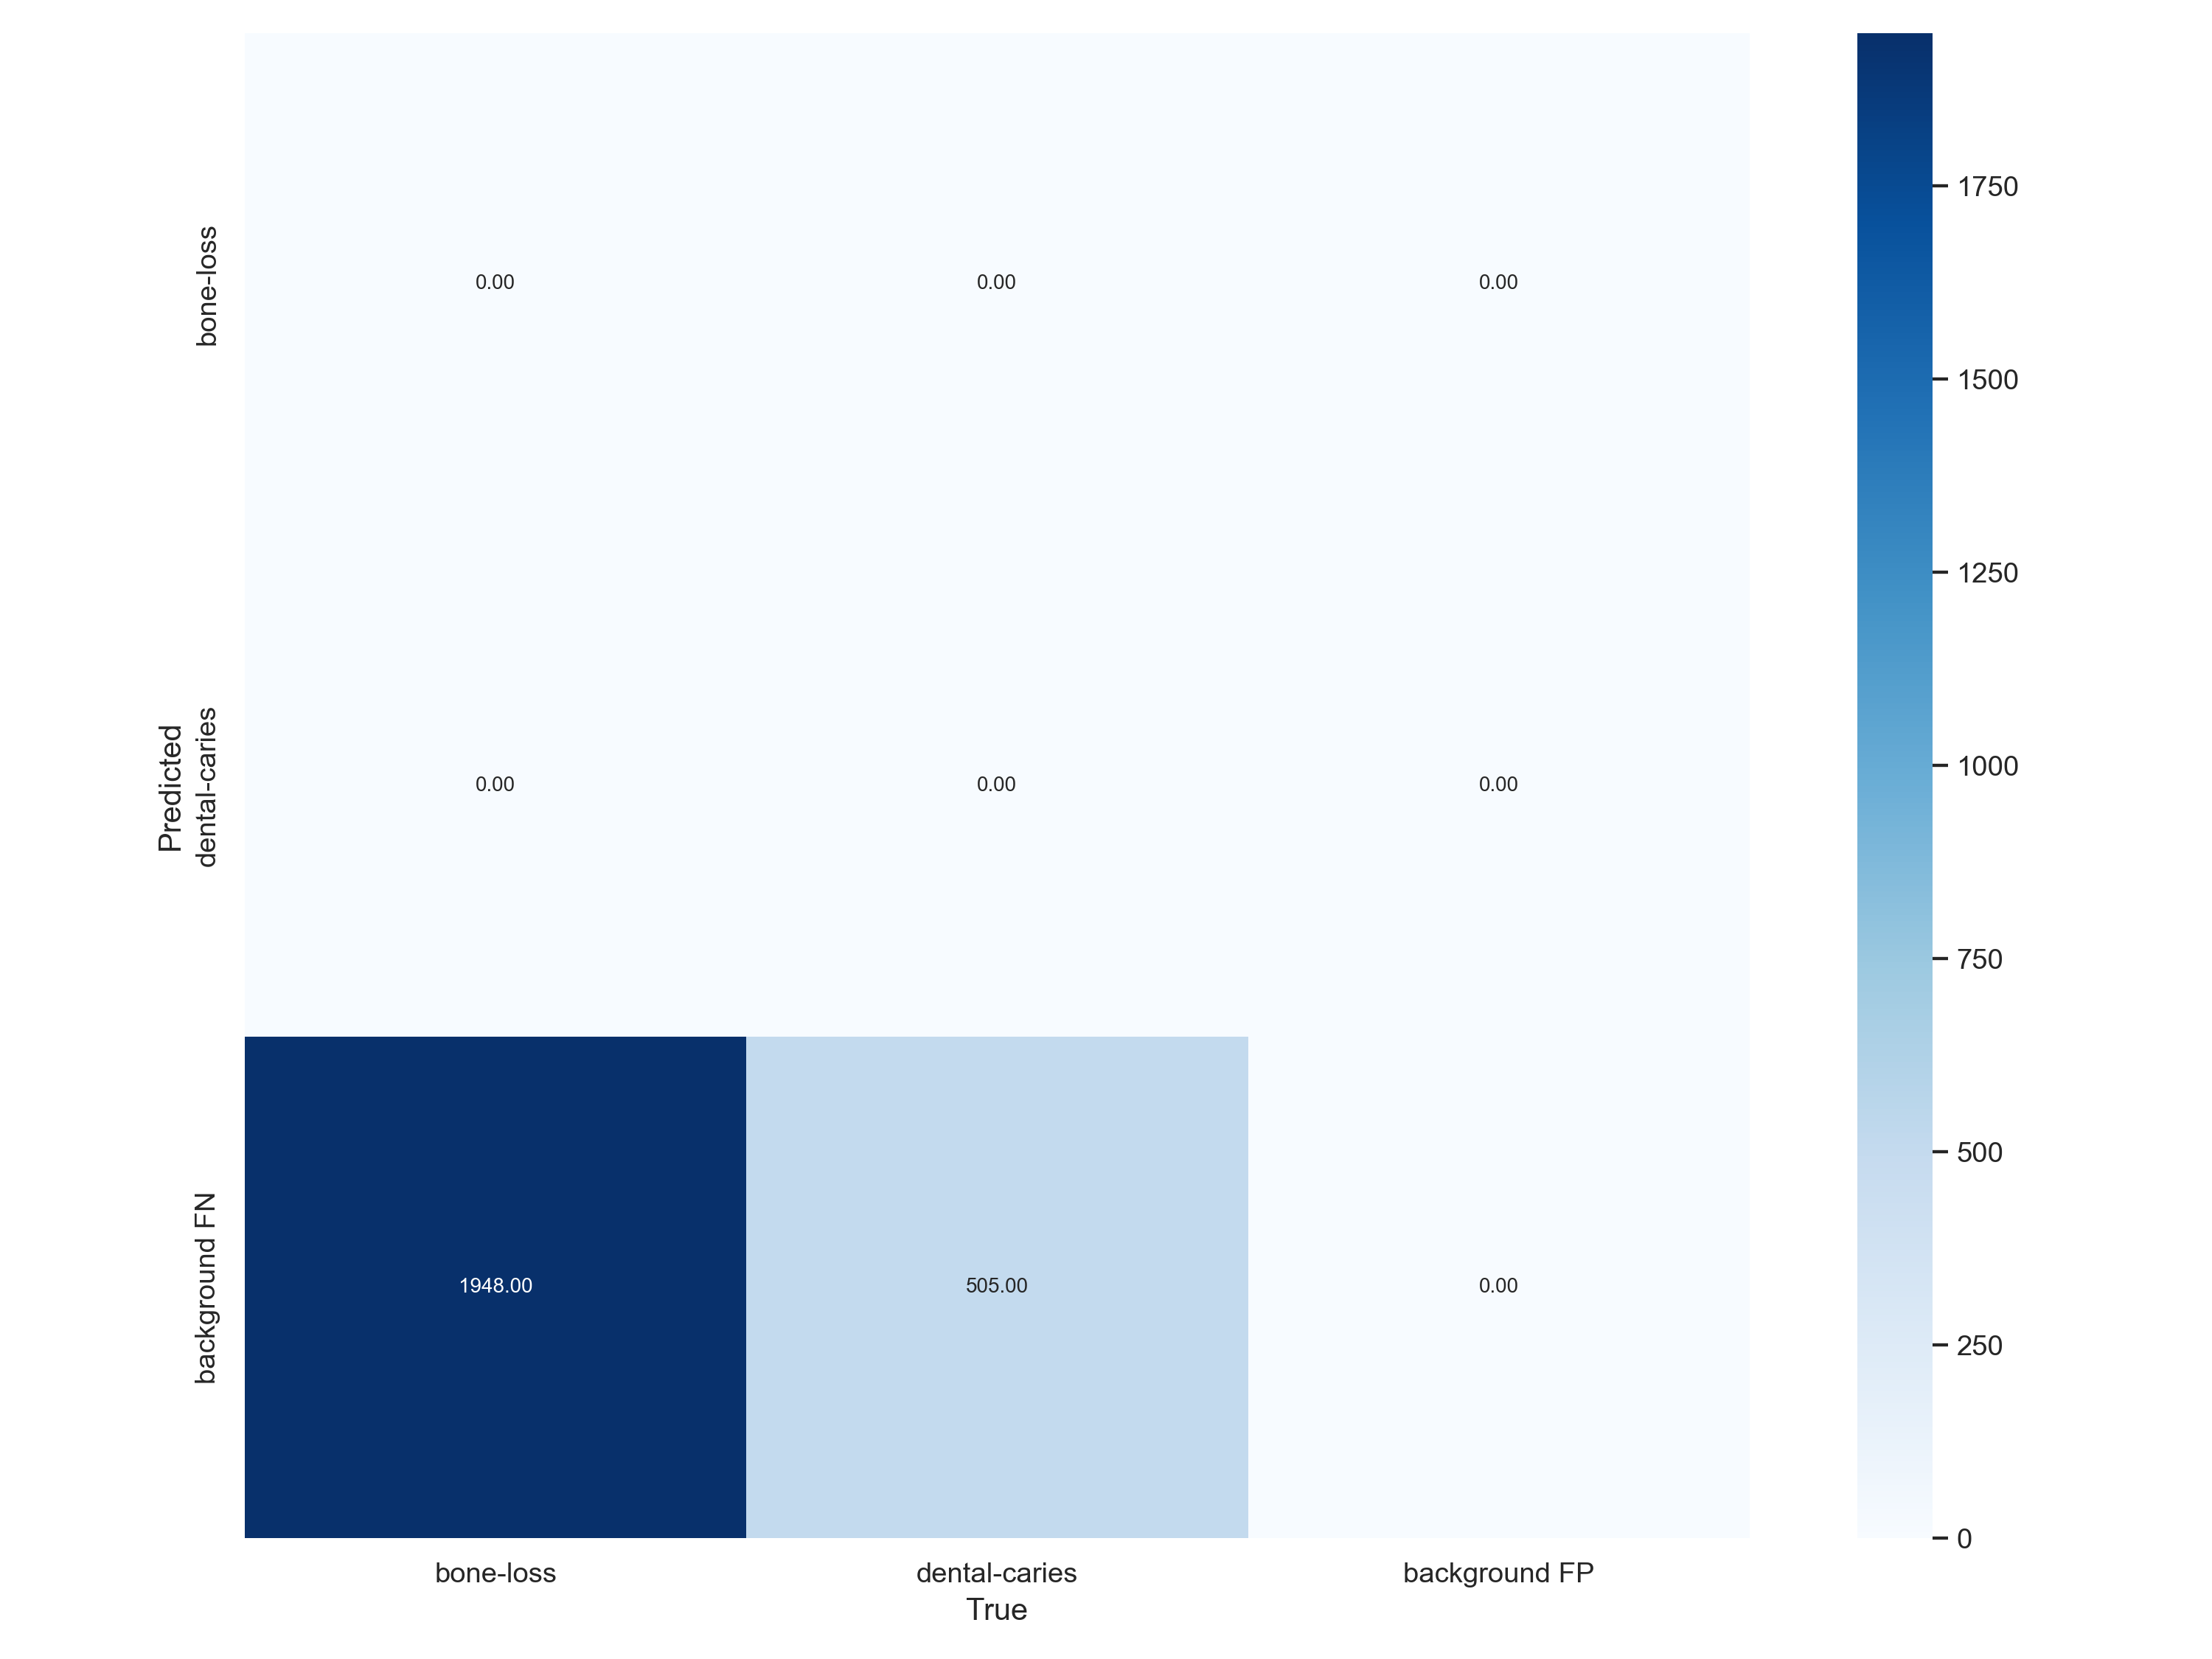 bone-loss
0.00 0.00 0.00
Predicted
dental-caries
0.00 0.00 0.00
background FN
1948.00 505.00 0.00
bone-loss dental-caries background FP
True
1750
1500
1250
1000
750
500
250
0